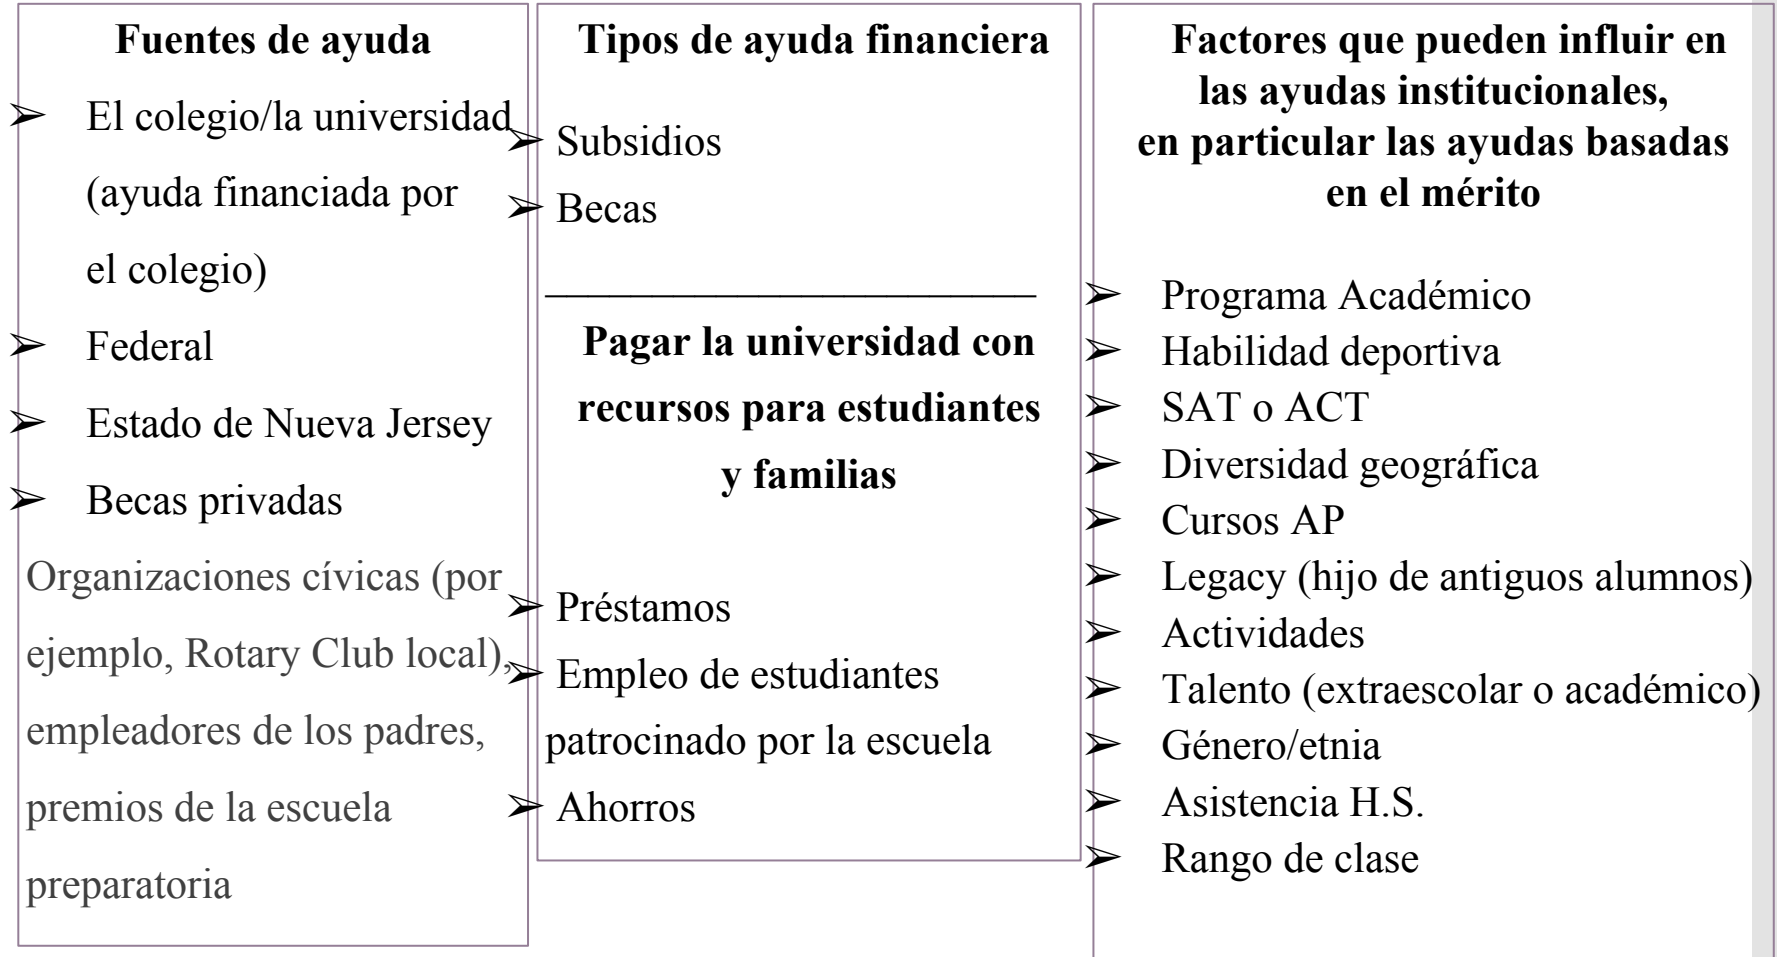 Fuentes de ayuda
➢ El colegio/la universidad
(ayuda financiada por
el colegio)
➢ Federal
➢ Estado de Nueva Jersey
➢ Becas privadas
Organizaciones cívicas (por
ejemplo, Rotary Club local),
empleadores de los padres,
premios de la escuela
preparatoria
Tipos de ayuda financiera
➢ Subsidios
➢ Becas
Pagar la universidad con
recursos para estudiantes
y familias
➢ Préstamos
➢ Empleo de estudiantes
patrocinado por la escuela
➢ Ahorros
Factores que pueden influir en
las ayudas institucionales,
en particular las ayudas basadas
en el mérito
➢ Programa Académico
➢ Habilidad deportiva
➢ SAT o ACT
➢ Diversidad geográfica
➢ Cursos AP
➢ Legacy (hijo de antiguos alumnos)
➢ Actividades
➢ Talento (extraescolar o académico)
➢ Género/etnia
➢ Asistencia H.S.
➢ Rango de clase